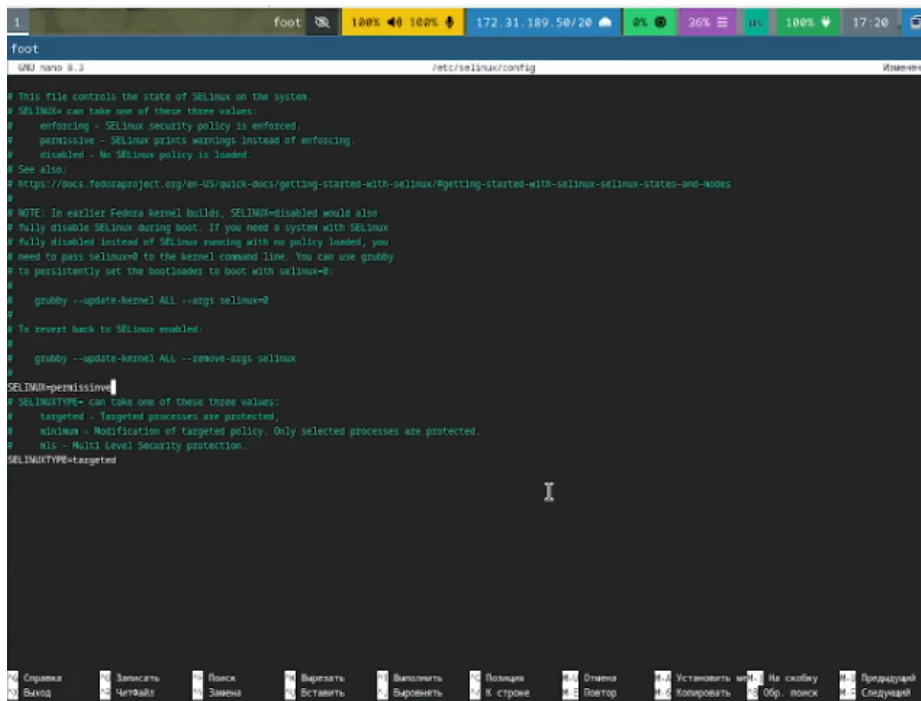 1 foot 100% 100% 172.31.189.50/20 0% 36% us 100% 17:20
foot
GNU nano 8.3 /etc/selinux/config
# This file controls the state of SELinux on the system.
# SELINUX= can take one of these three values:
# enforcing - SELinux security policy is enforced.
# permissive - SELinux prints warnings instead of enforcing.
# disabled - No SELinux policy is loaded.
# See also:
# https://docs.fedoraproject.org/en-US/quick-docs/getting-started-with-selinux/#getting-started-with-selinux-selinux-states-and-modes
#
# NOTE: In earlier Fedora kernel builds, SELINUX=disabled would also
# fully disable SELinux during boot. If you need a system with SELinux
# fully disabled instead of SELinux running with no policy loaded, you
# need to pass selinux=0 to the kernel command line. You can use grubby
# to persistently set the bootloader to boot with selinux=0:
#
# grubby --update-kernel ALL --args selinux=0
#
# To revert back to SELinux enabled:
#
# grubby --update-kernel ALL --remove-args selinux
#
SELINUX=permissinve
# SELINUXTYPE= can take one of these three values:
# targeted - Targeted processes are protected,
# minimum - Modification of targeted policy. Only selected processes are protected.
# mls - Multi Level Security protection.
SELINUXTYPE=targeted
^G Справка ^O Записать Поиск Вырезать Выполнить Позиция M-U Отмена M-A Установить На скобку Предыдущий
^X Выход ^R ЧитФайл Замена Вставить Выровнять К строке M-E Повтор M-6 Копировать Обр. поиск Следующий